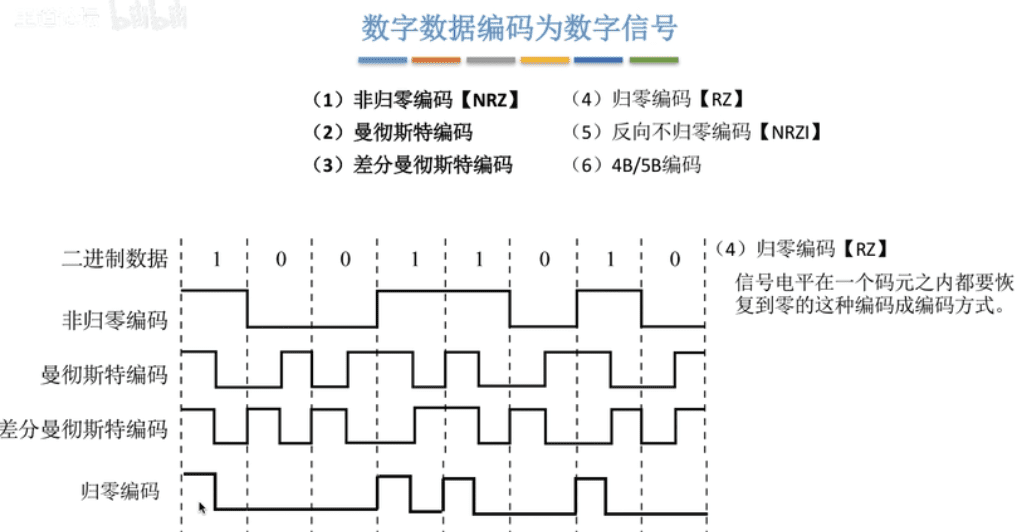 数字数据编码为数字信号
（1）非归零编码【NRZ】
（2）曼彻斯特编码
（3）差分曼彻斯特编码
（4）归零编码【RZ】
（5）反向不归零编码【NRZI】
（6）4B/5B编码
二进制数据 1 0 0 1 1 0 1 0
非归零编码
曼彻斯特编码
差分曼彻斯特编码
归零编码
（4）归零编码【RZ】
信号电平在一个码元之内都要恢
复到零的这种编码成编码方式。